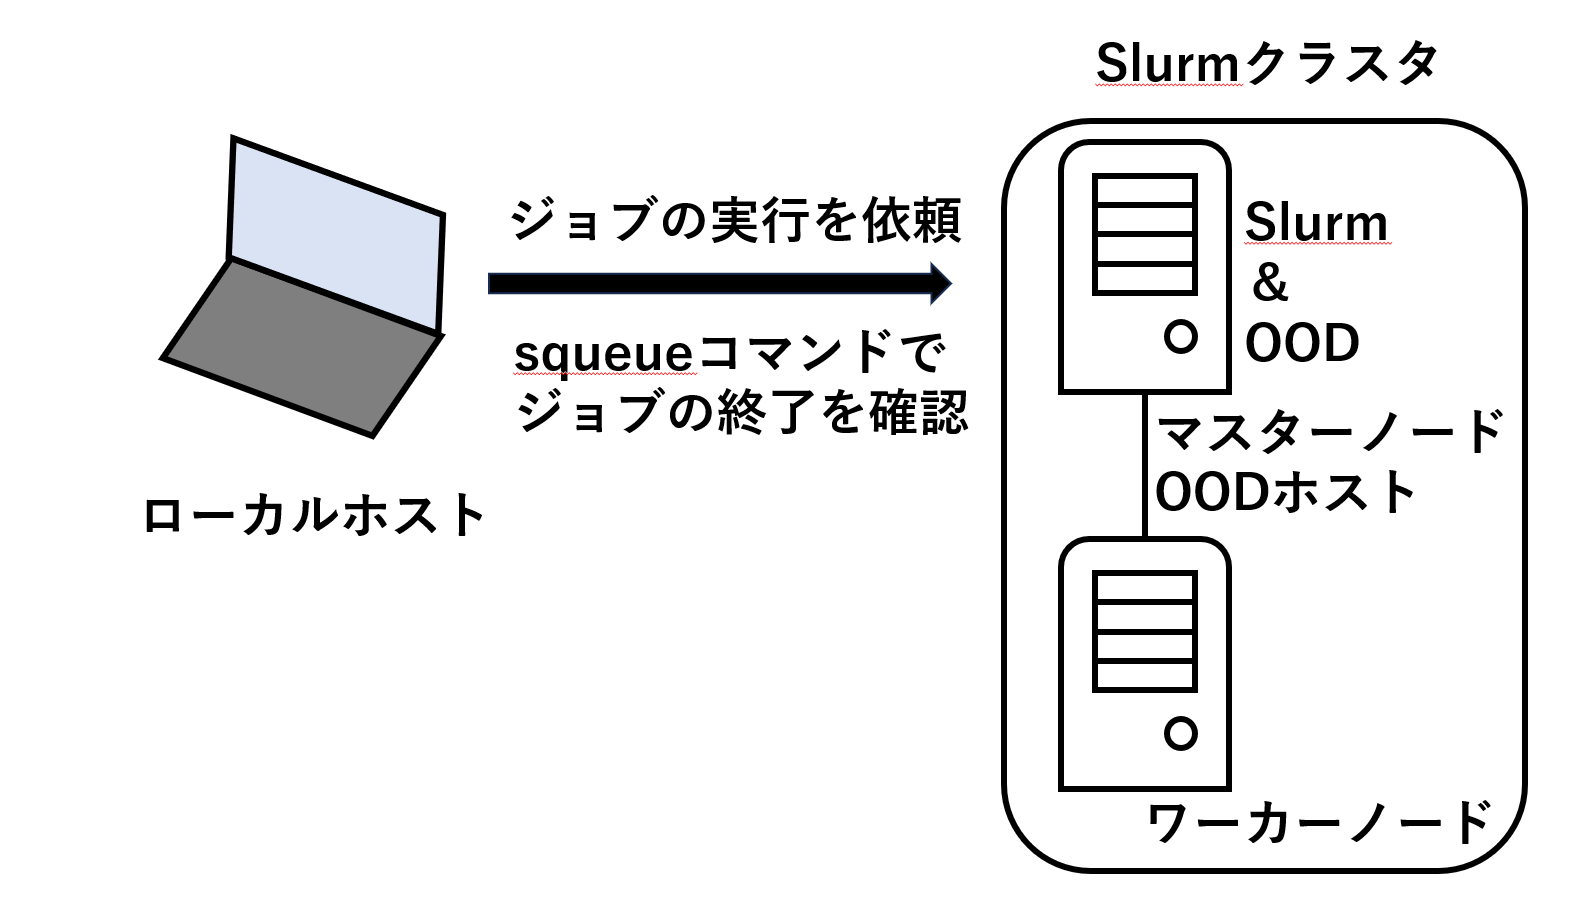 Slurmクラスタ
ジョブの実行を依頼
squeueコマンドで
ジョブの終了を確認
ローカルホスト
Slurm
&
OOD
マスターノード
OODホスト
ワーカーノード